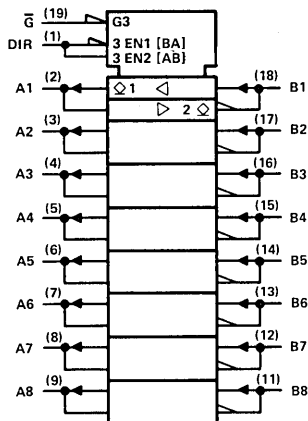 G̅ (19) G3
DIR (1) 3 EN1 [BA]
3 EN2 [AB]
A1 (2) 1 (18) B1
2
A2 (3) (17) B2
A3 (4) (16) B3
A4 (5) (15) B4
A5 (6) (14) B5
A6 (7) (13) B6
A7 (8) (12) B7
A8 (9) (11) B8